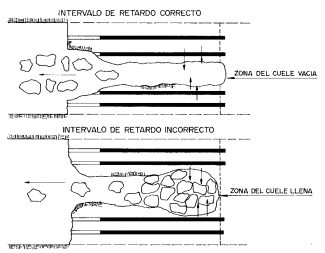 INTERVALO DE RETARDO CORRECTO
ZONA DEL CUELE VACIA
INTERVALO DE RETARDO INCORRECTO
ZONA DEL CUELE LLENA